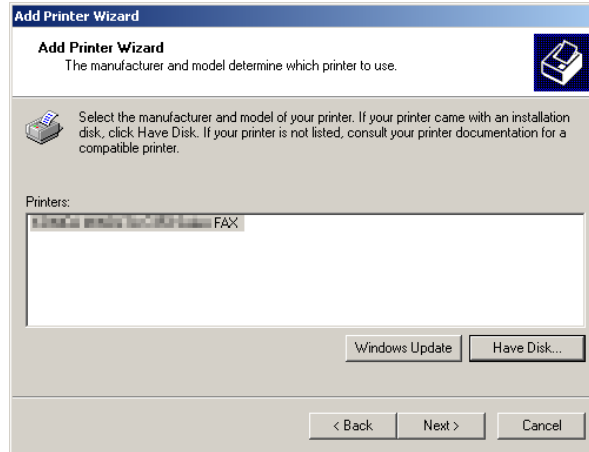 Add Printer Wizard
Add Printer Wizard
The manufacturer and model determine which printer to use.
Select the manufacturer and model of your printer. If your printer came with an installation
disk, click Have Disk. If your printer is not listed, consult your printer documentation for a
compatible printer.
Printers:
FAX
Windows Update
Have Disk...
< Back
Next >
Cancel